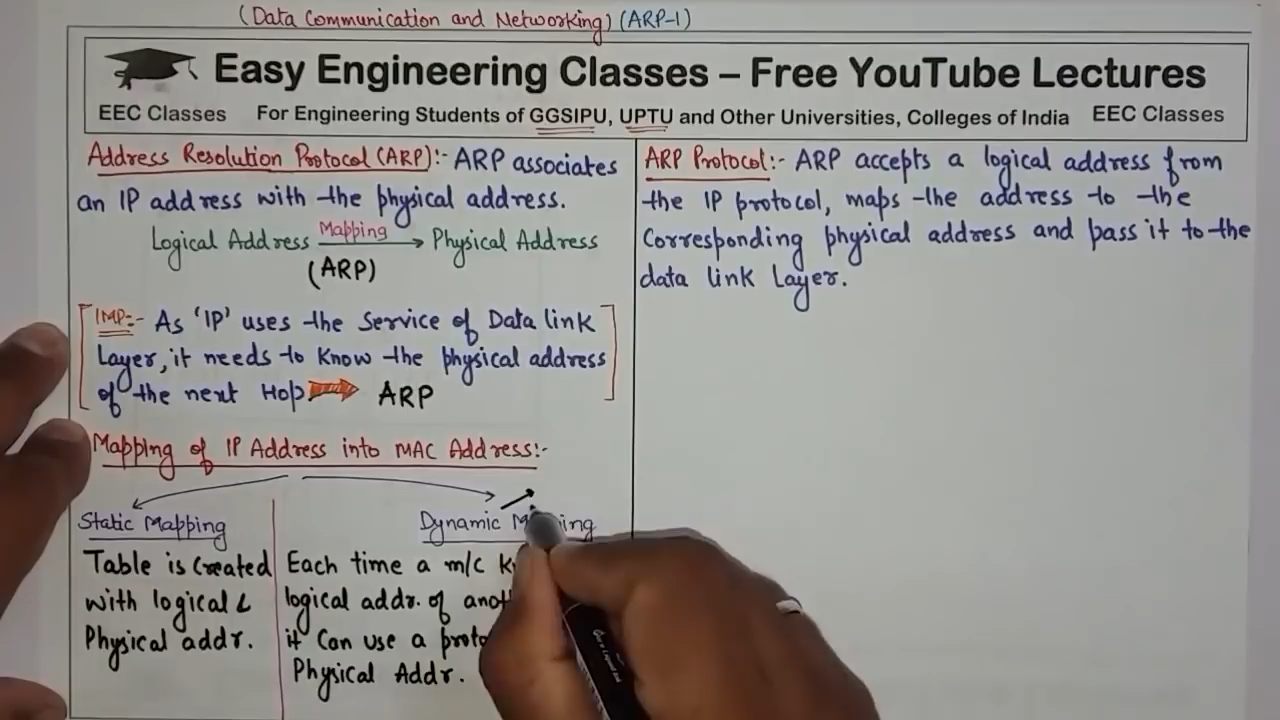 (Data Communication and Networking) (ARP-1)
Easy Engineering Classes – Free YouTube Lectures
EEC Classes For Engineering Students of GGSIPU, UPTU and Other Universities, Colleges of India EEC Classes
Address Resolution Protocol (ARP):- ARP associates
an IP address with the physical address.
Logical Address Mapping Physical Address
(ARP)
IMP:- As 'IP' uses the Service of Data link
Layer, it needs to know the physical address
of the next Hop ARP
Mapping of IP Address into MAC Address:-
Static Mapping
Table is Created
with logical &
Physical addr.
Dynamic
Each time a m/c
logical addr. of
it Can use a
Physical Addr.
ARP Protocol:- ARP accepts a logical address from
the IP protocol, maps the address to the
Corresponding physical address and pass it to the
data link Layer.